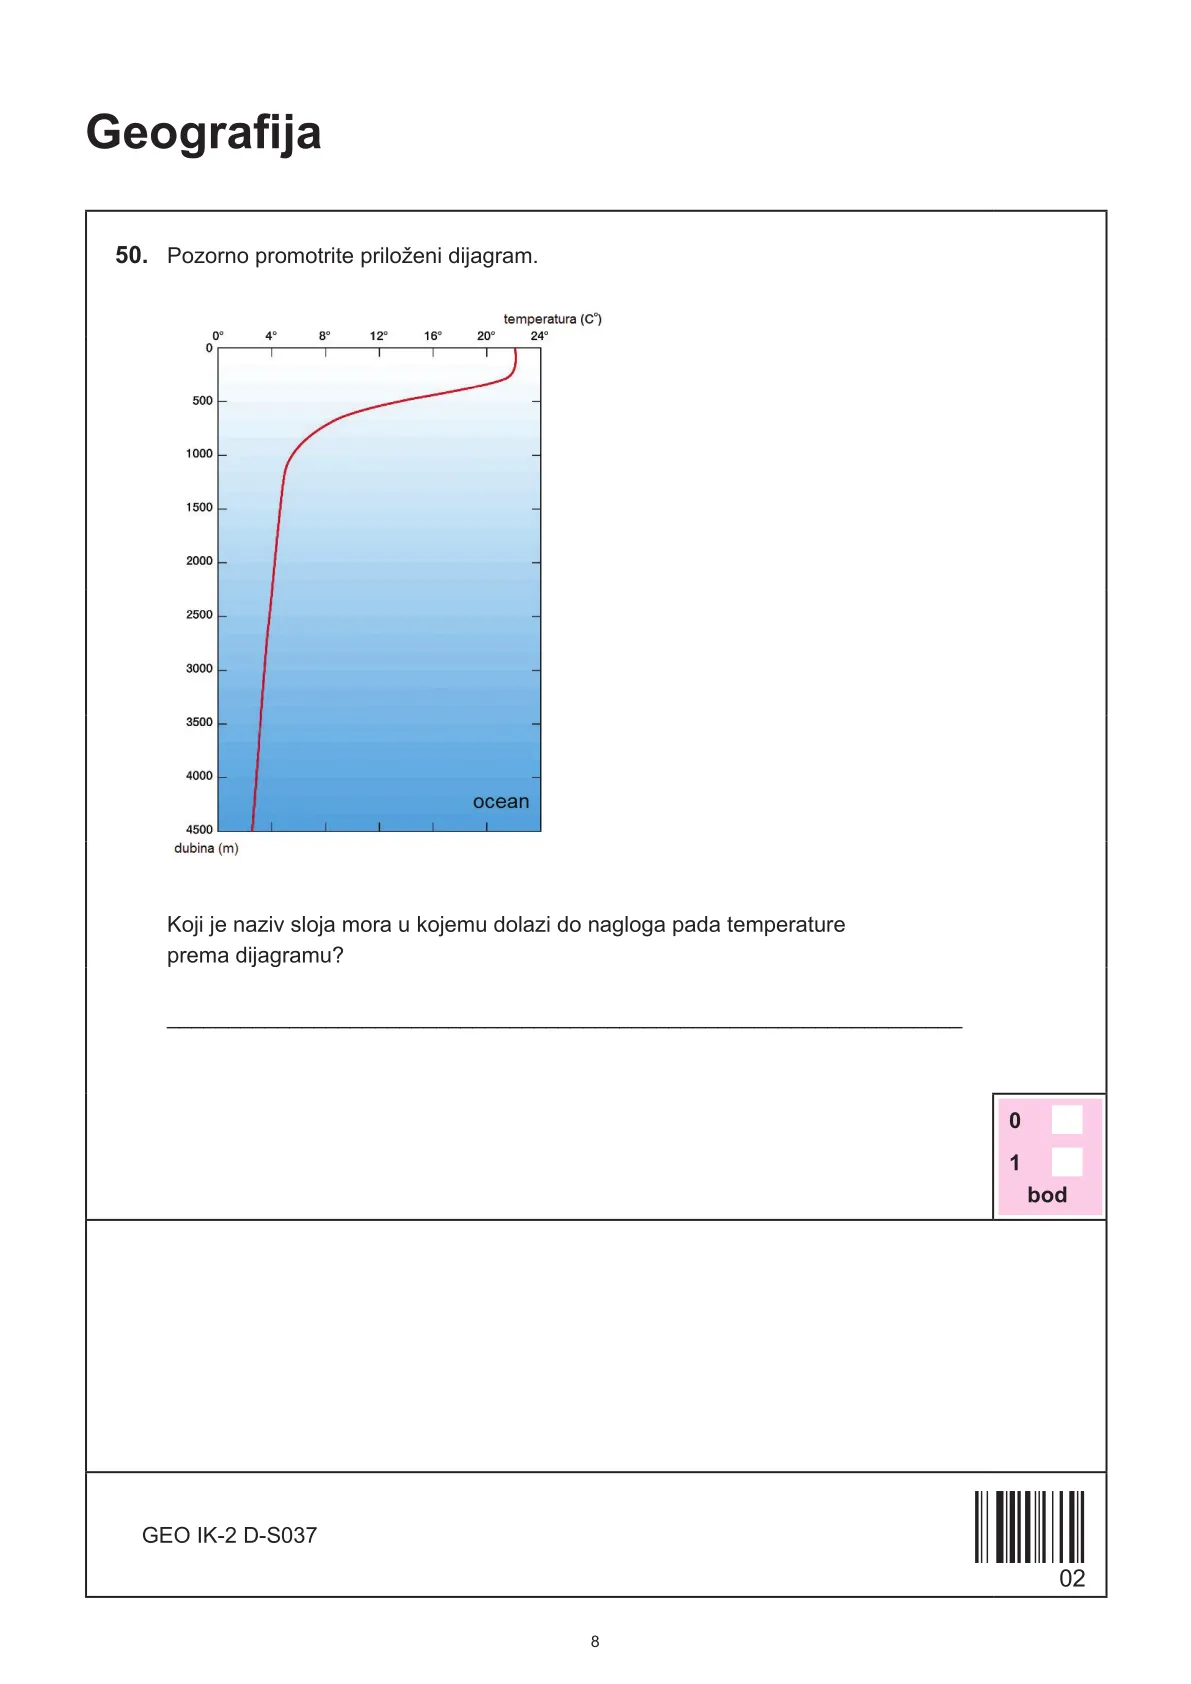 Geografija
50. Pozorno promotrite priloženi dijagram.
temperatura (C°)
0° 4° 8° 12° 16° 20° 24°
0
500
1000
1500
2000
2500
3000
3500
4000
ocean
4500
dubina (m)
Koji je naziv sloja mora u kojemu dolazi do nagloga pada temperature
prema dijagramu?
0
1
bod
GEO IK-2 D-S037
02
8